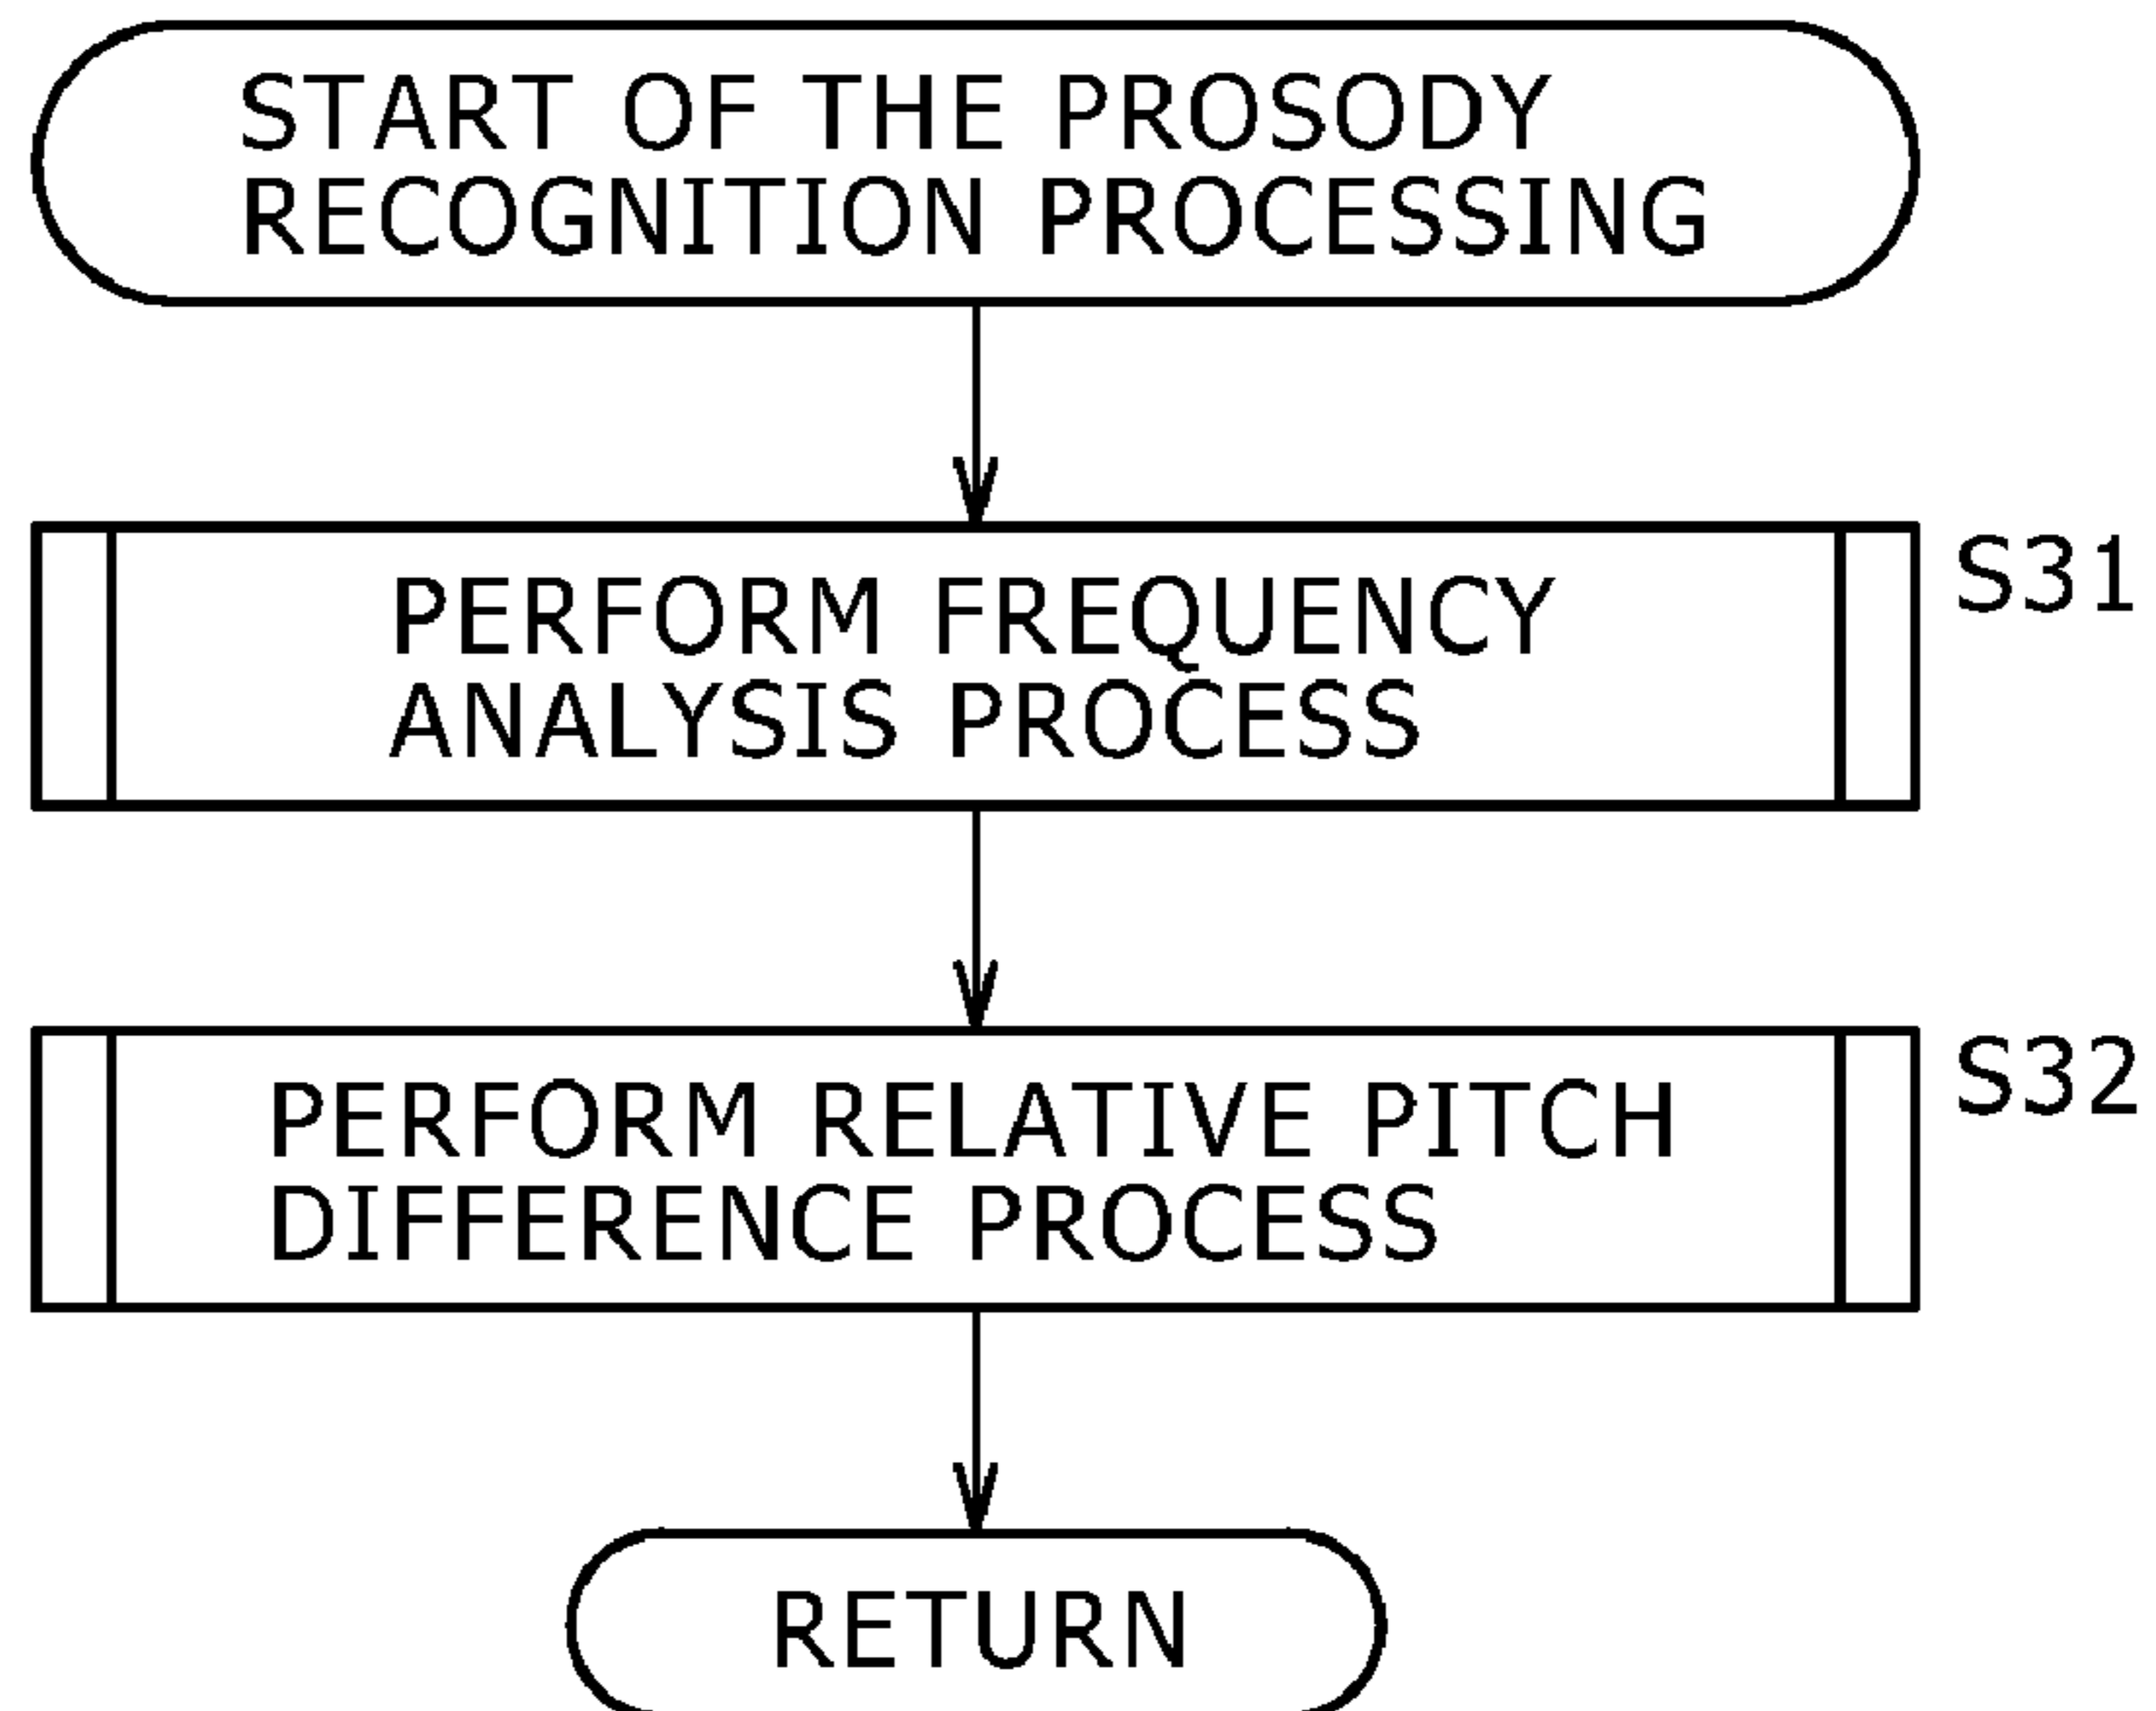 START OF THE PROSODY
RECOGNITION PROCESSING
PERFORM FREQUENCY
ANALYSIS PROCESS
S31
PERFORM RELATIVE PITCH
DIFFERENCE PROCESS
S32
RETURN